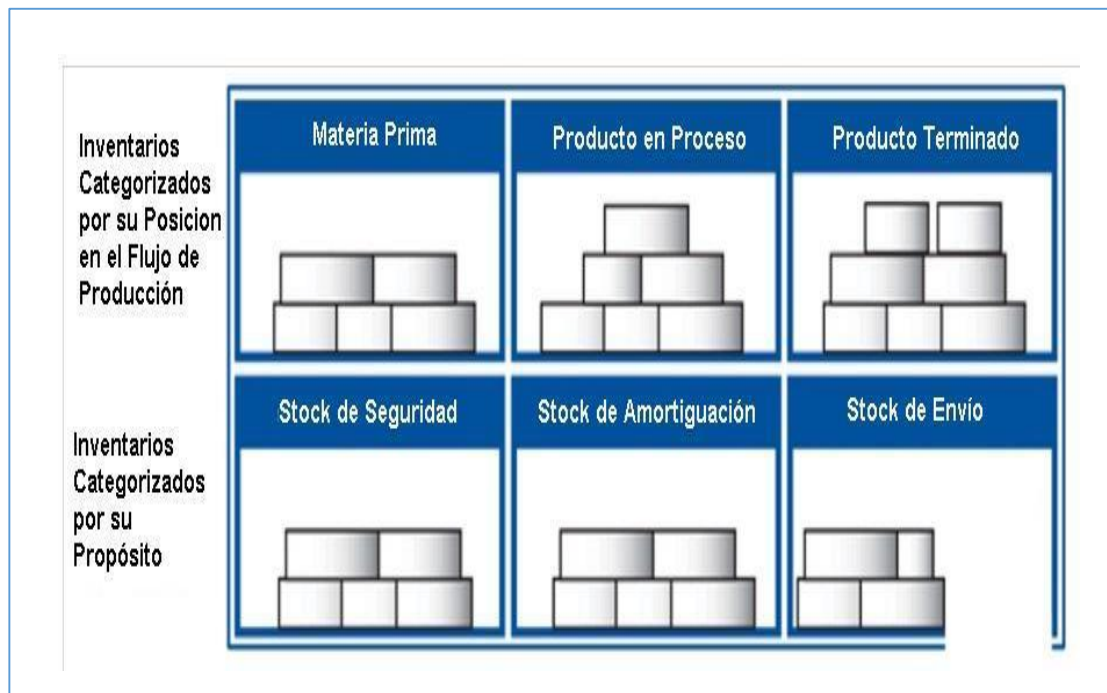 Inventarios
Categorizados
por su Posicion
en el Flujo de
Producción
Materia Prima
Producto en Proceso
Producto Terminado
Inventarios
Categorizados
por su
Propósito
Stock de Seguridad
Stock de Amortiguación
Stock de Envío